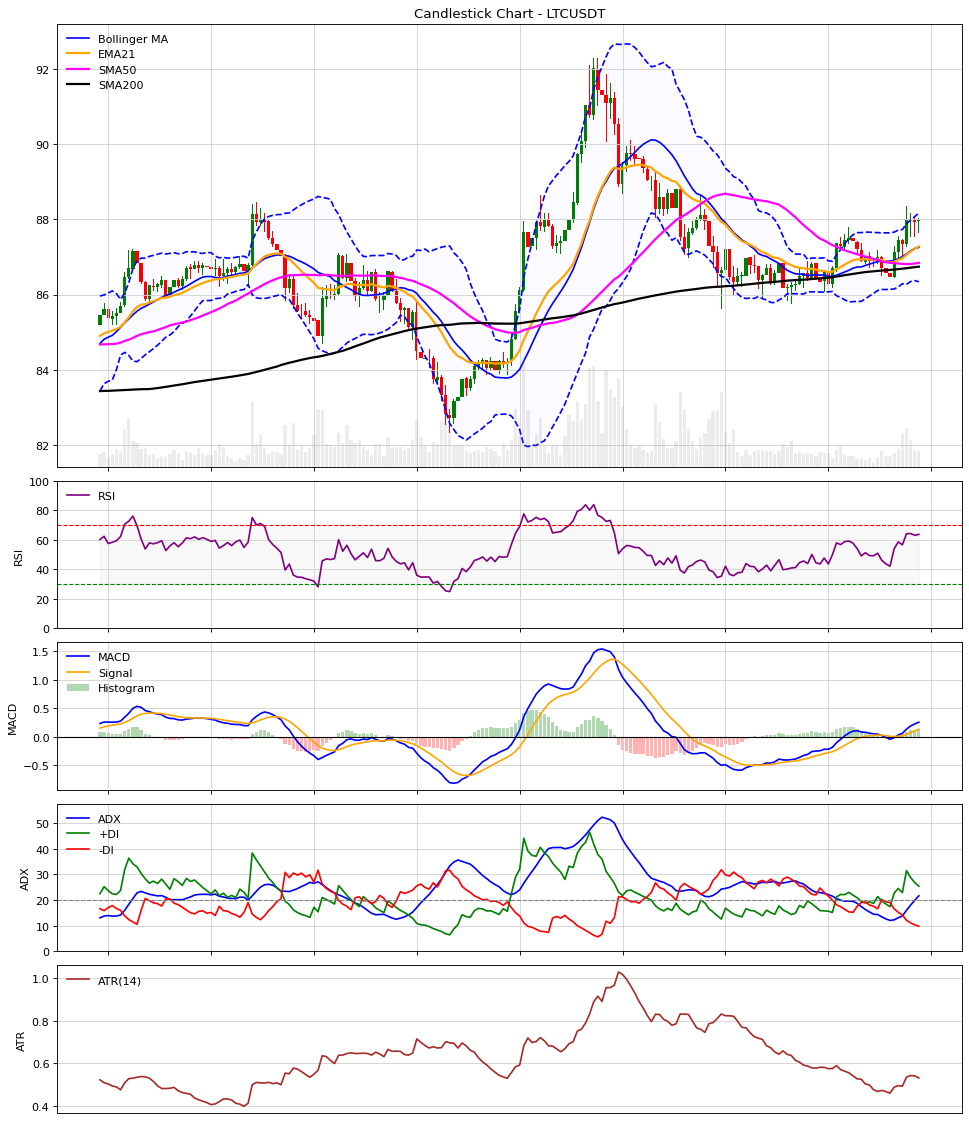 Candlestick Chart - LTCUSDT
Bollinger MA
EMA21
SMA50
SMA200
92
90
88
86
84
82
RSI
RSI
100
80
60
40
20
0
MACD
Signal
Histogram
MACD
1.5
1.0
0.5
0.0
−0.5
ADX
+DI
-DI
ADX
50
40
30
20
10
0
ATR(14)
ATR
1.0
0.8
0.6
0.4